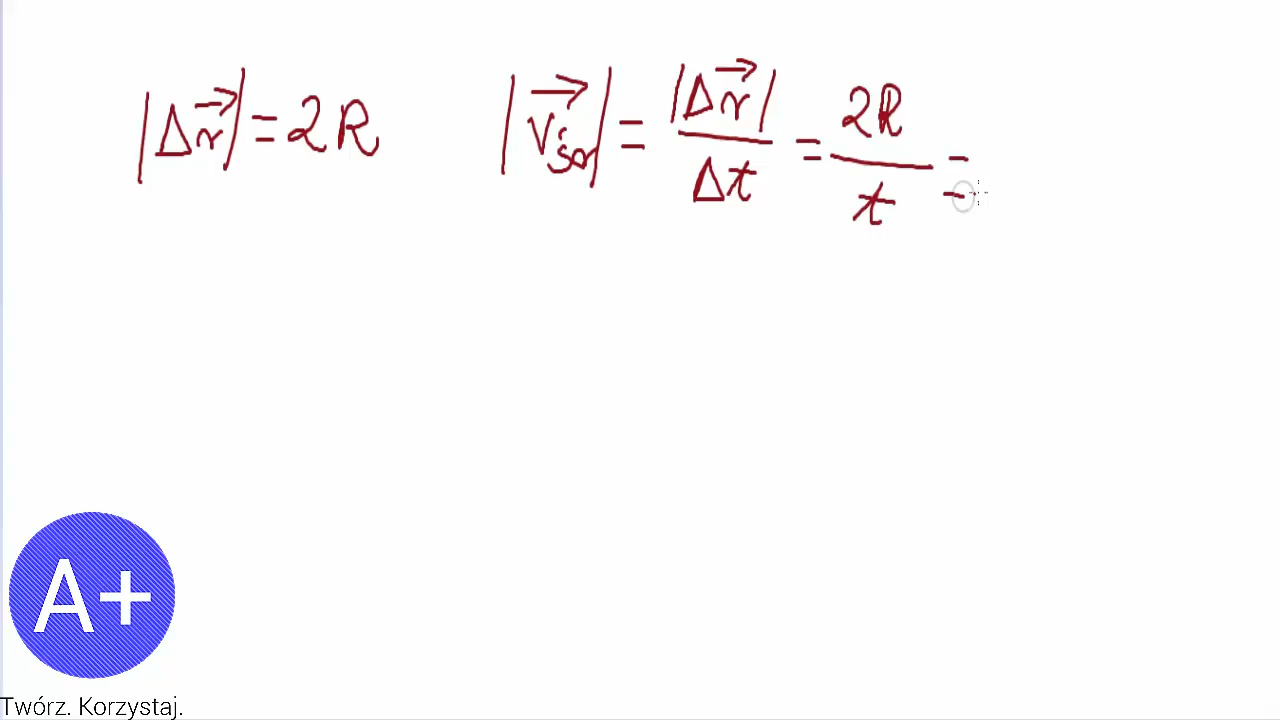 |Δr⃗| = 2R |v⃗śr| = |Δr⃗|/Δt = 2R/t =
A+
Twórz. Korzystaj.